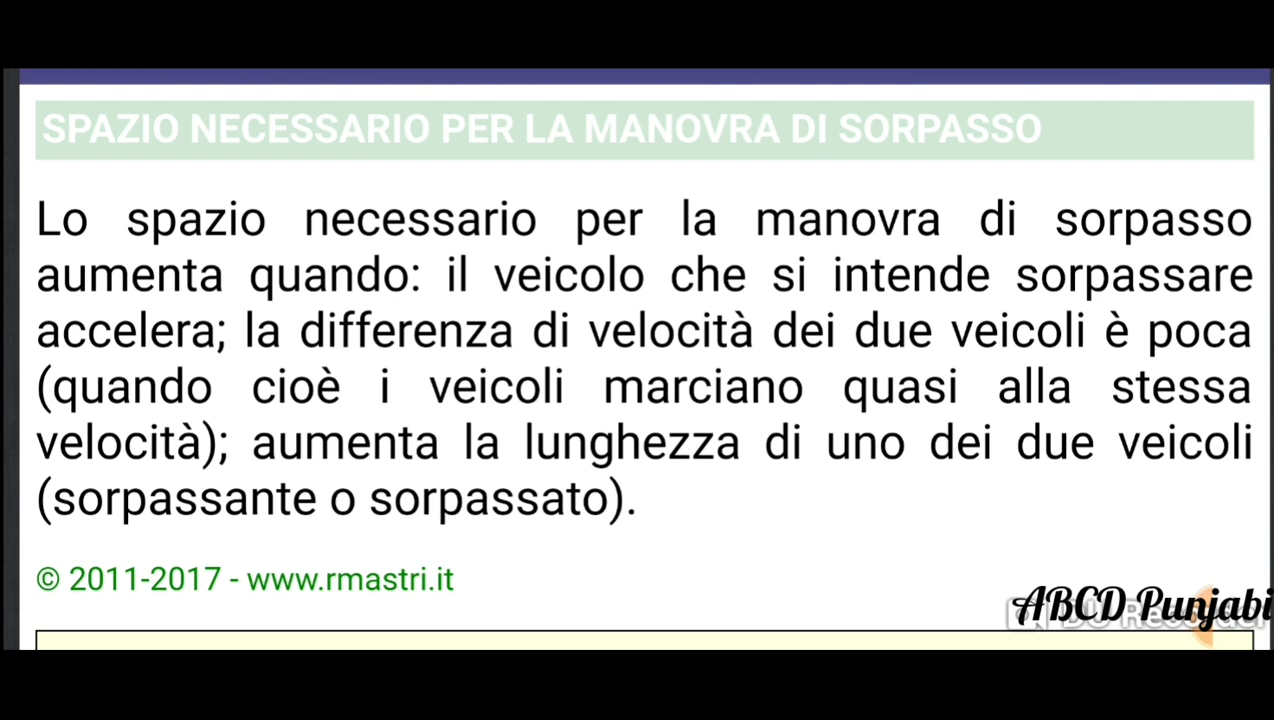 SPAZIO NECESSARIO PER LA MANOVRA DI SORPASSO
Lo spazio necessario per la manovra di sorpasso
aumenta quando: il veicolo che si intende sorpassare
accelera; la differenza di velocità dei due veicoli è poca
(quando cioè i veicoli marciano quasi alla stessa
velocità); aumenta la lunghezza di uno dei due veicoli
(sorpassante o sorpassato).
© 2011-2017 - www.rmastri.it
ABCD Punjabi